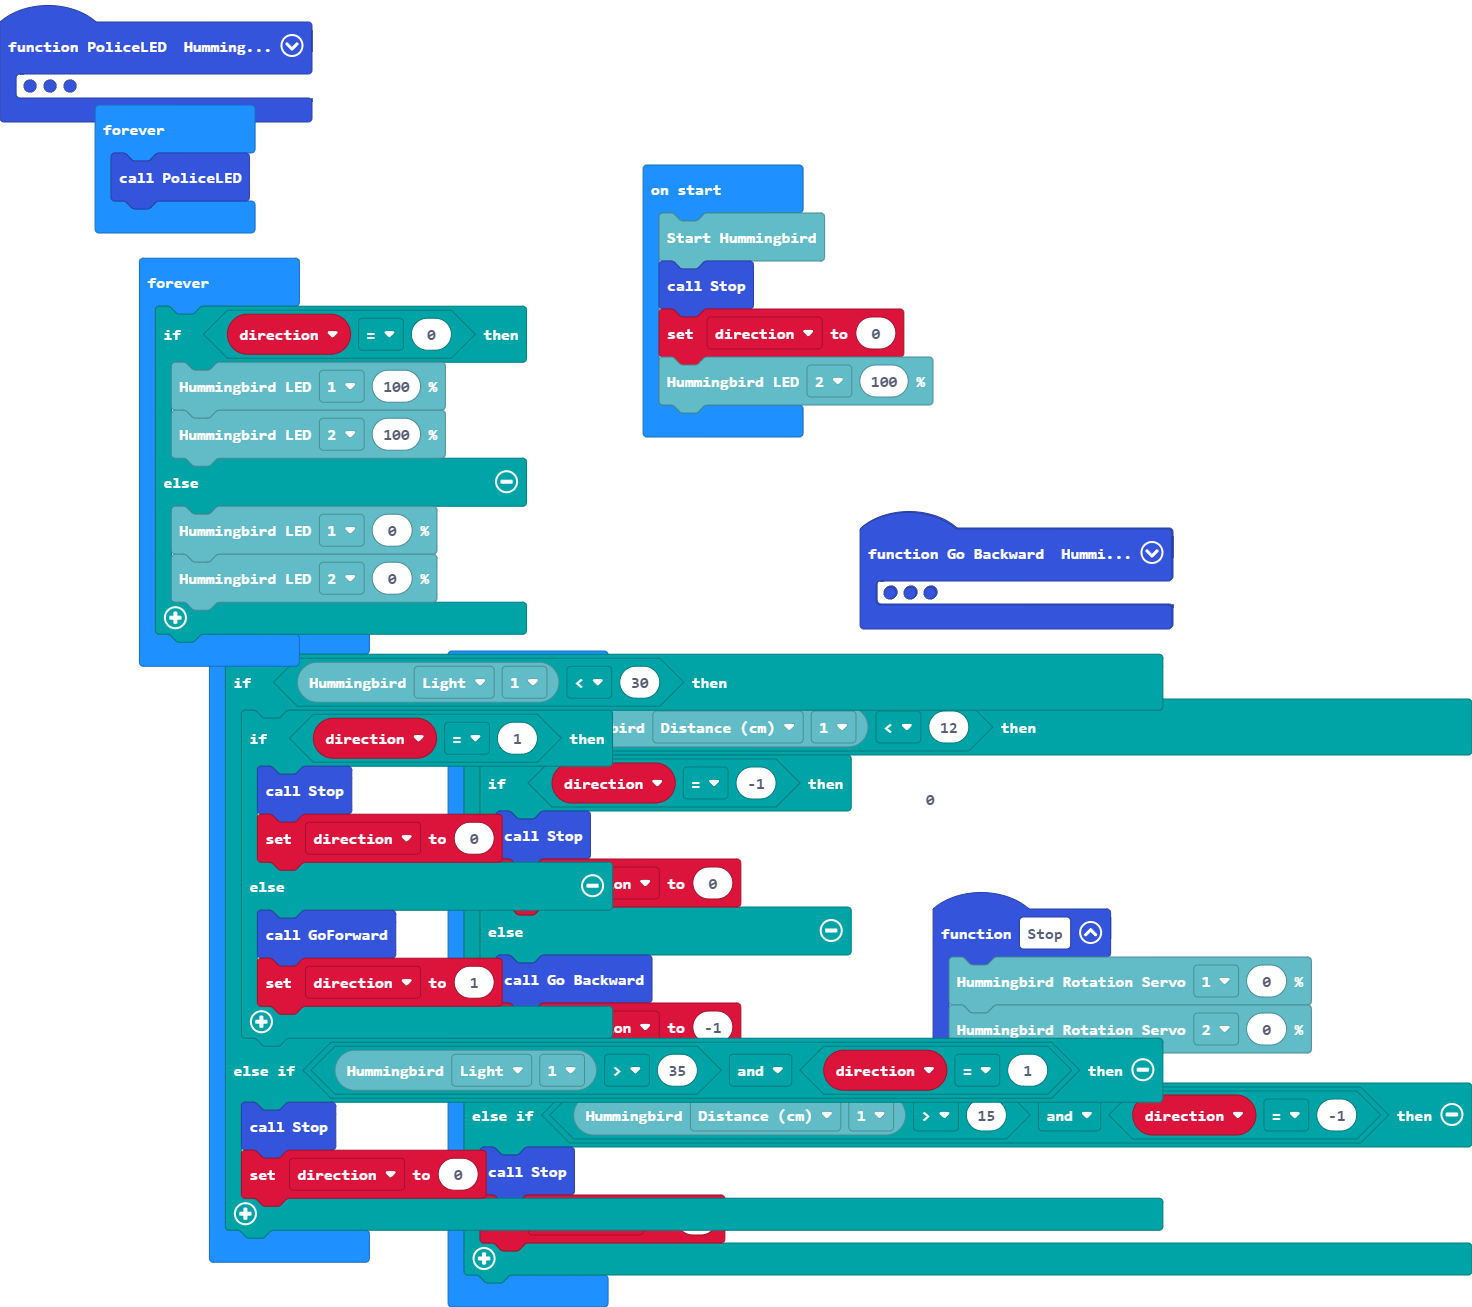 function PoliceLED Humming...
forever
call PoliceLED
on start
Start Hummingbird
call Stop
set direction to 0
Hummingbird LED 2 100 %
forever
if direction = 0 then
Hummingbird LED 1 100 %
Hummingbird LED 2 100 %
else
Hummingbird LED 1 0 %
Hummingbird LED 2 0 %
function Go Backward Hummi...
if Hummingbird Light 1 < 30 then
if direction = 1 then
call Stop
set direction to 0
else
call GoForward
set direction to 1
else if Hummingbird Light 1 > 35 and direction = 1 then
call Stop
set direction to 0
Distance (cm) 1 < 12 then
if direction = -1 then
call Stop
to 0
else
call Go Backward
to -1
else if Hummingbird Distance (cm) 1 > 15 and direction = -1 then
call Stop
0
function Stop
Hummingbird Rotation Servo 1 0 %
Hummingbird Rotation Servo 2 0 %